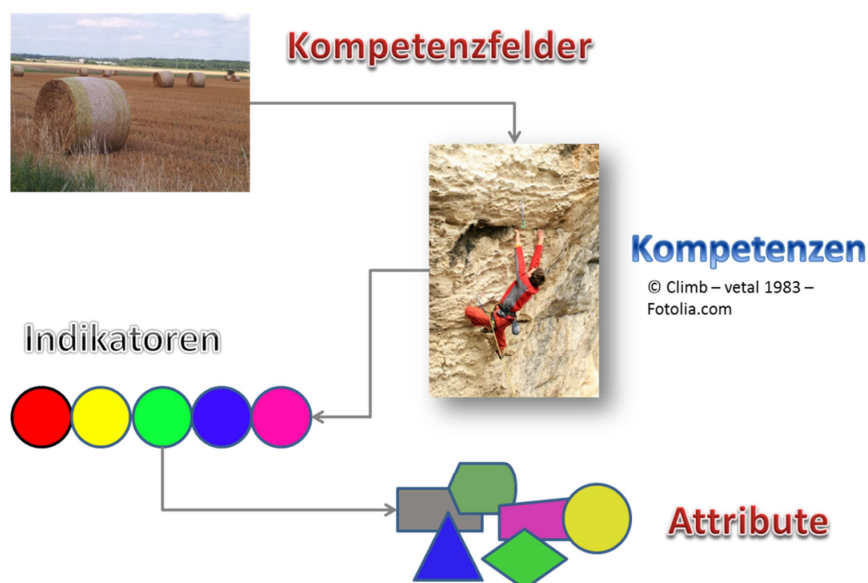 Kompetenzfelder
Kompetenzen
© Climb – vetal 1983 –
Fotolia.com
Indikatoren
Attribute